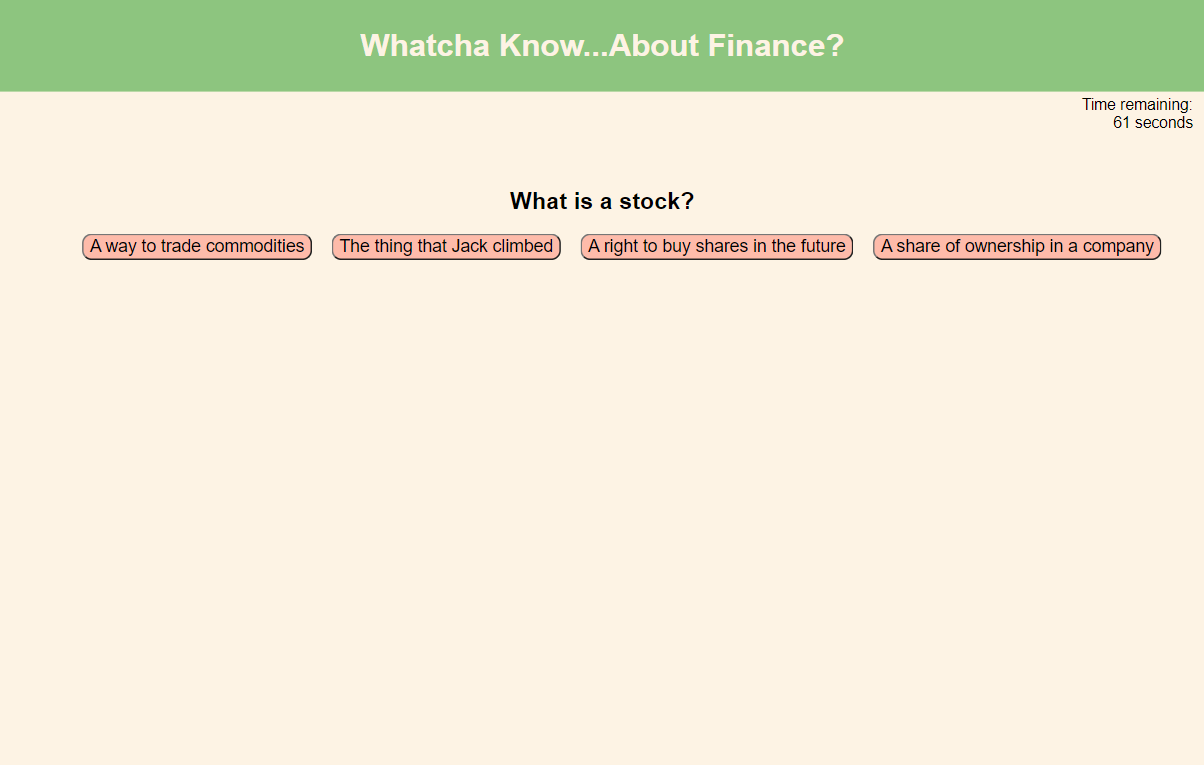 Whatcha Know...About Finance?
Time remaining:
61 seconds
What is a stock?
A way to trade commodities
The thing that Jack climbed
A right to buy shares in the future
A share of ownership in a company